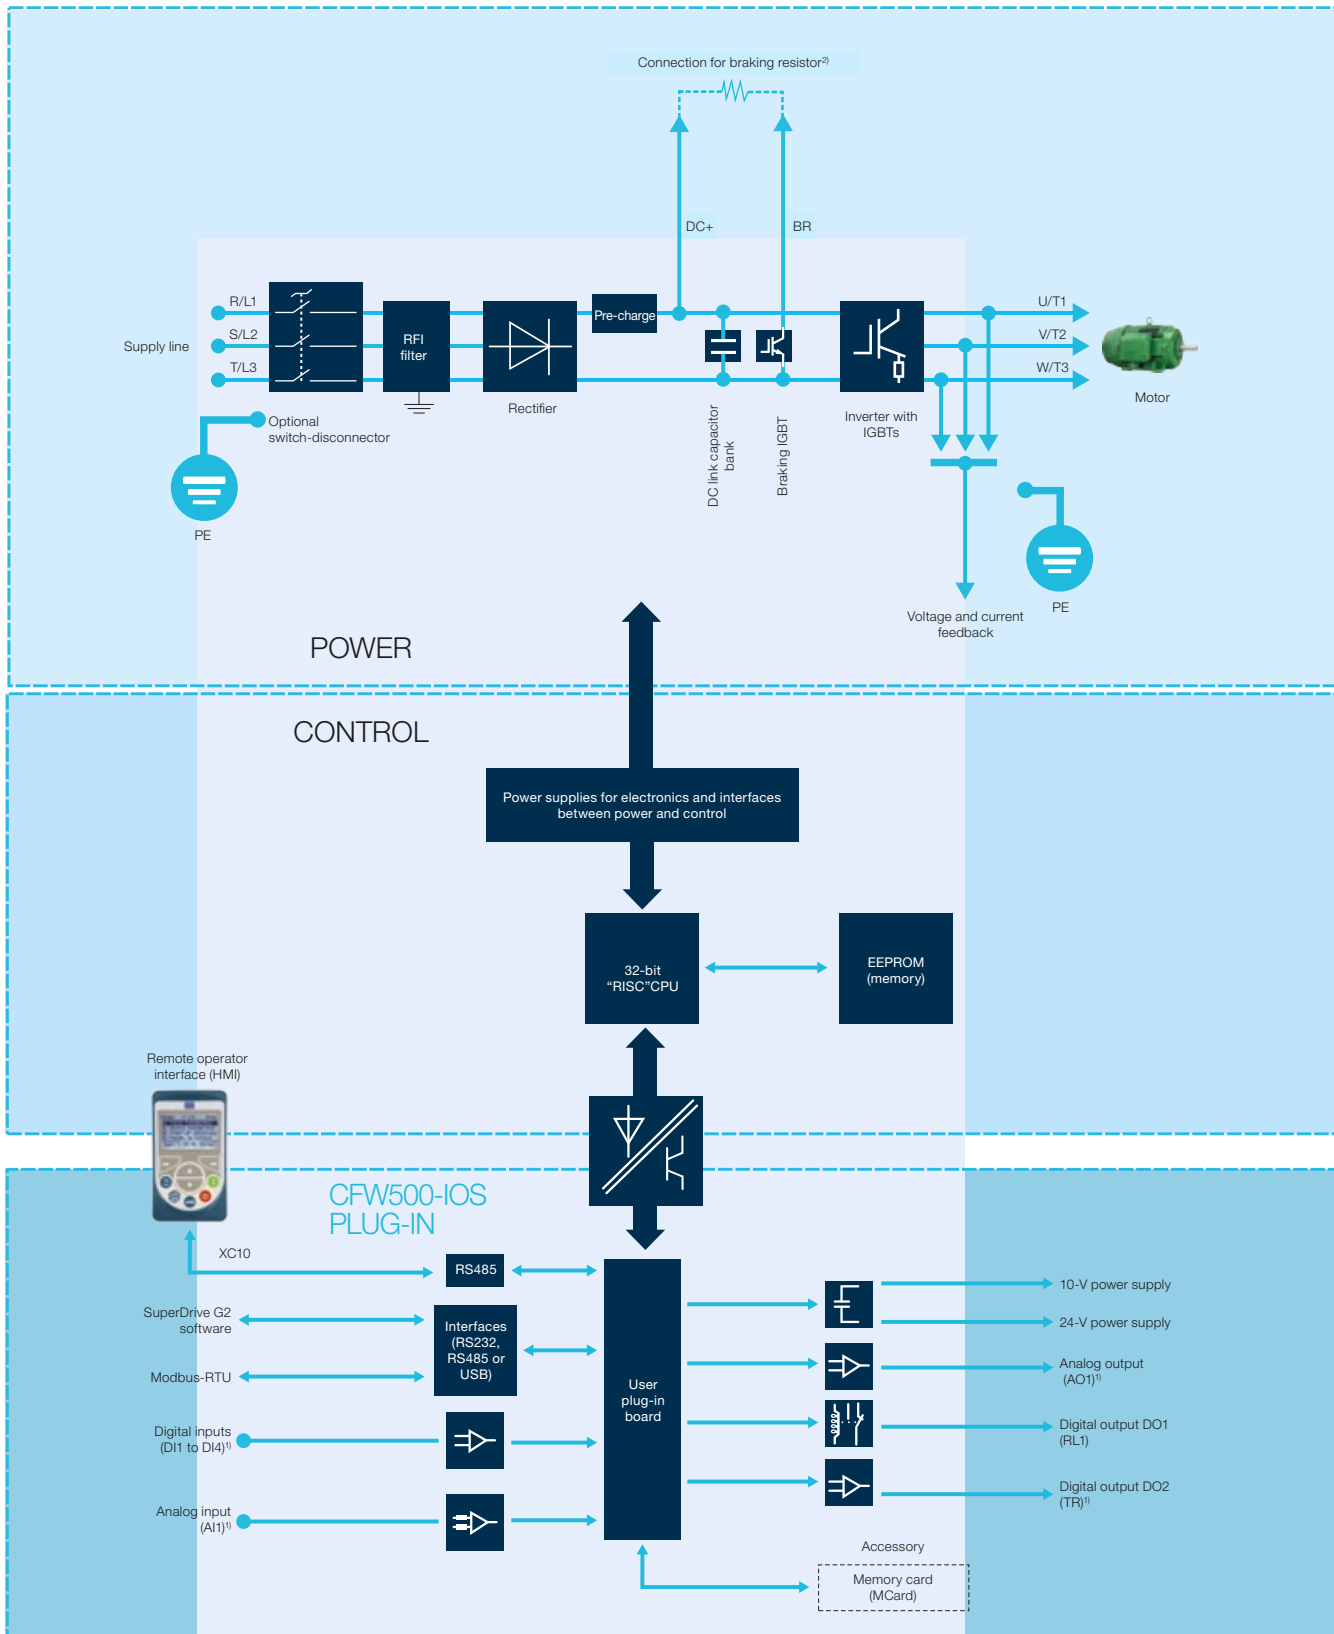 Connection for braking resistor2)
DC+
BR
R/L1
S/L2
T/L3
Supply line
RFI
filter
Pre-charge
U/T1
V/T2
W/T3
Motor
Rectifier
Optional
switch-disconnector
DC link capacitor
bank
Braking IGBT
Inverter with
IGBTs
PE
PE
Voltage and current
feedback
POWER
CONTROL
Power supplies for electronics and interfaces
between power and control
32-bit
“RISC”CPU
EEPROM
(memory)
Remote operator
interface (HMI)
CFW500-IOS
PLUG-IN
XC10
RS485
SuperDrive G2
software
Interfaces
(RS232,
RS485 or
USB)
Modbus-RTU
Digital inputs
(DI1 to DI4)1)
Analog input
(AI1)1)
User
plug-in
board
10-V power supply
24-V power supply
Analog output
(AO1)1)
Digital output DO1
(RL1)
Digital output DO2
(TR)1)
Accessory
Memory card
(MCard)